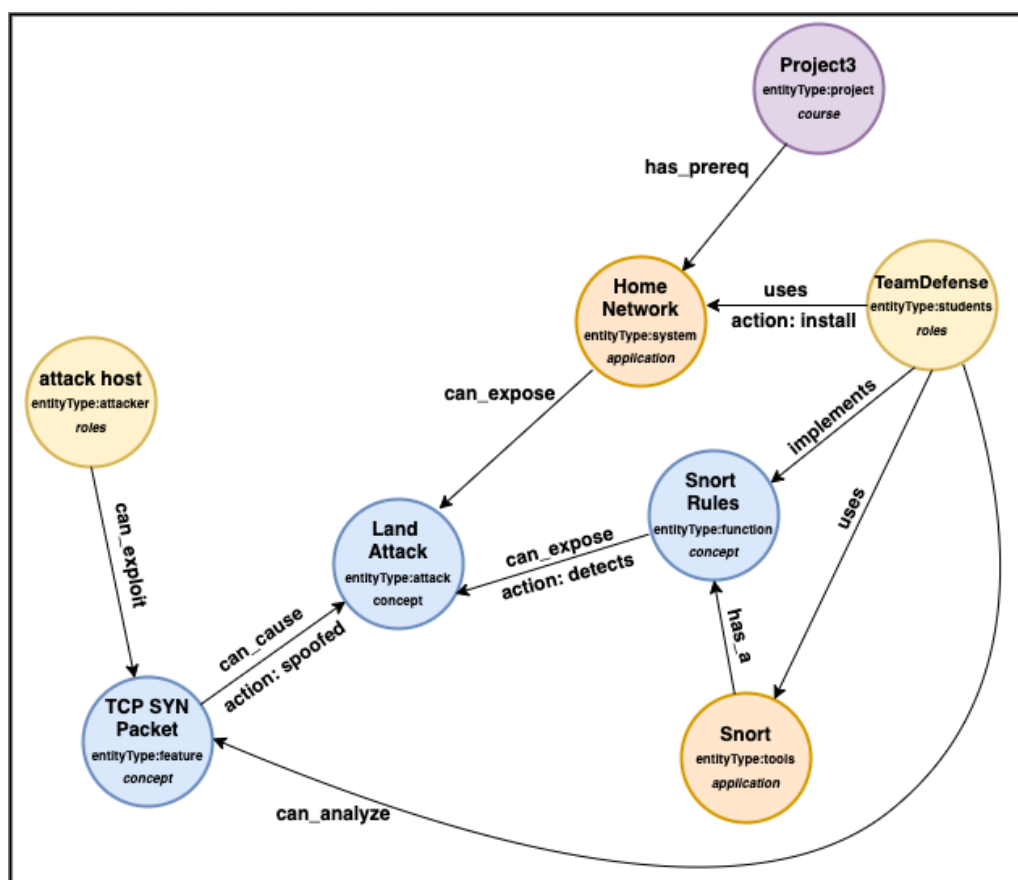 Project3
entityType:project
course
has_prereq
Home
Network
entityType:system
application
uses
action: install
TeamDefense
entityType:students
roles
attack host
entityType:attacker
roles
can_expose
implements
uses
can_exploit
Land
Attack
entityType:attack
concept
can_expose
action: detects
Snort
Rules
entityType:function
concept
can_cause
action: spoofed
has_a
TCP SYN
Packet
entityType:feature
concept
Snort
entityType:tools
application
can_analyze